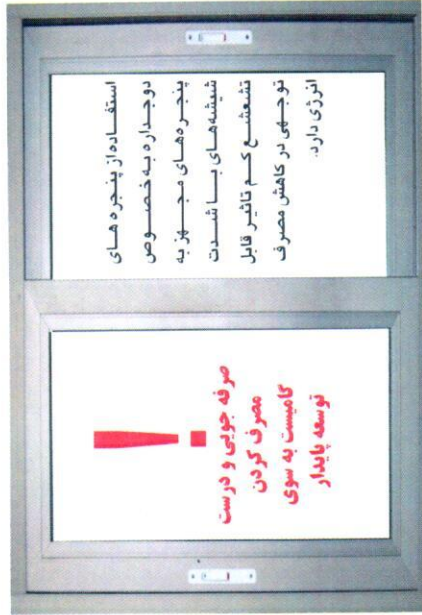 استفاده از پنجره های
دوجداره به خصوص
پنجره های مجهز به
شیشه های با شدت
تشعشع کم تاثیر قابل
توجهی در کاهش مصرف
انرژی دارد.
!
صرفه جویی و درست
مصرف کردن
گامیست به سوی
توسعه پایدار